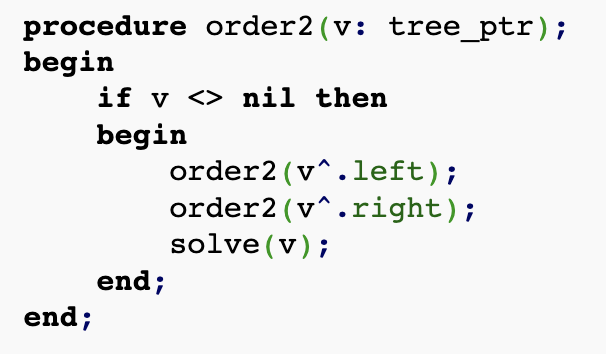 procedure order2(v: tree_ptr);
begin
    if v <> nil then
    begin
        order2(v^.left);
        order2(v^.right);
        solve(v);
    end;
end;